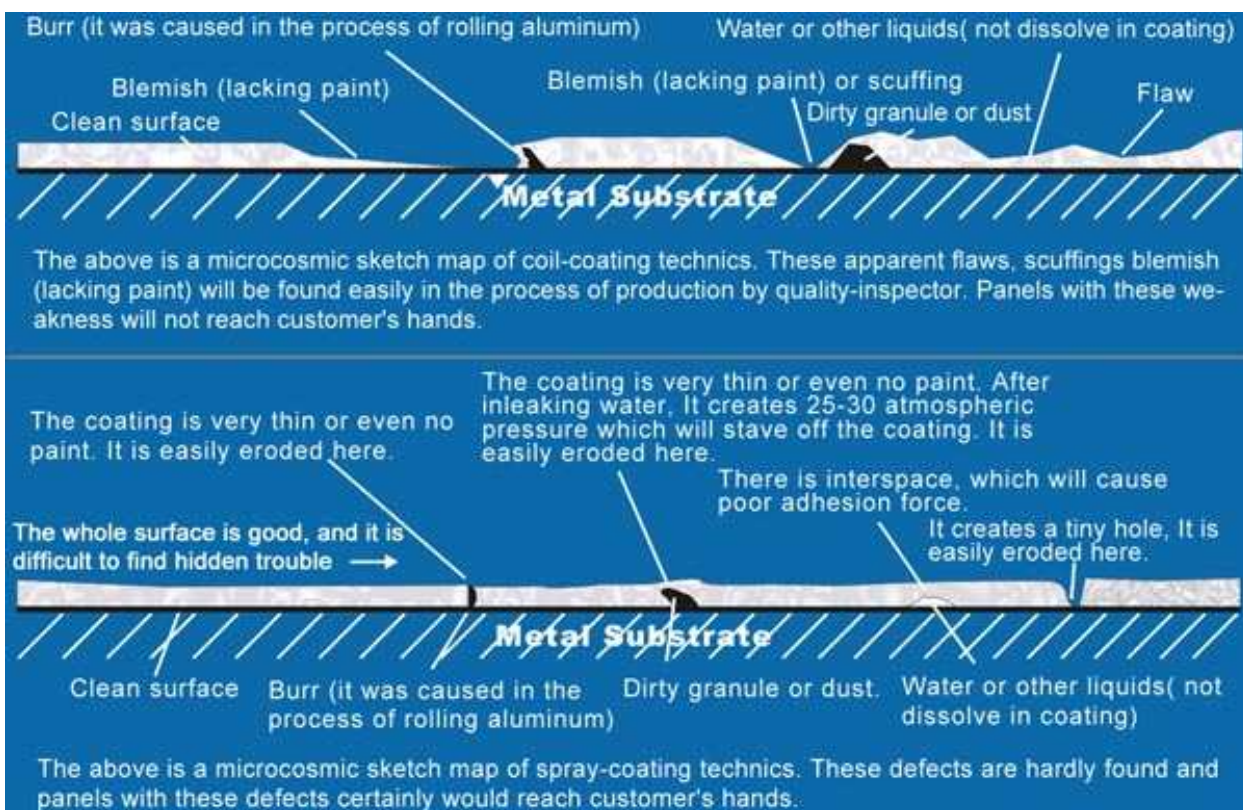 Burr (it was caused in the process of rolling aluminum)
Water or other liquids( not dissolve in coating)
Blemish (lacking paint)
Blemish (lacking paint) or scuffing
Flaw
Clean surface
Dirty granule or dust
Metal Substrate
The above is a microcosmic sketch map of coil-coating technics. These apparent flaws, scuffings blemish
(lacking paint) will be found easily in the process of production by quality-inspector. Panels with these we-
akness will not reach customer's hands.
The coating is very thin or even no
paint. It is easily eroded here.
The coating is very thin or even no paint. After
inleaking water, It creates 25-30 atmospheric
pressure which will stave off the coating. It is
easily eroded here.
There is interspace, which will cause
poor adhesion force.
It creates a tiny hole, It is
easily eroded here.
The whole surface is good, and it is
difficult to find hidden trouble
Metal Substrate
Clean surface
Burr (it was caused in the
process of rolling aluminum)
Dirty granule or dust.
Water or other liquids( not
dissolve in coating)
The above is a microcosmic sketch map of spray-coating technics. These defects are hardly found and
panels with these defects certainly would reach customer's hands.